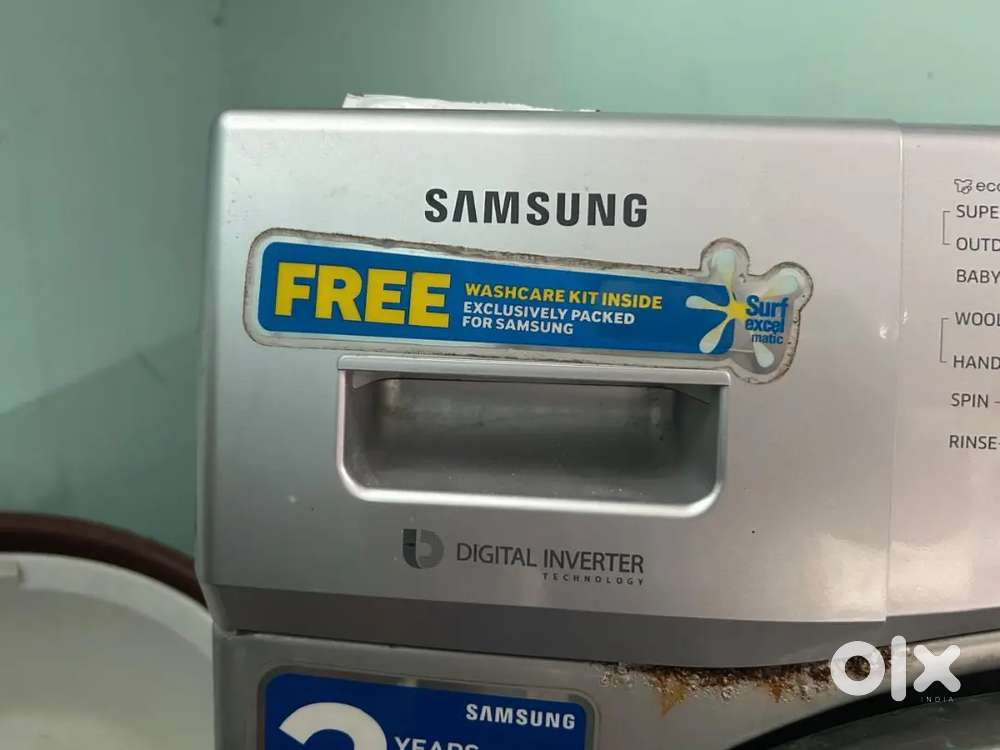 SAMSUNG
FREE
WASHCARE KIT INSIDE
EXCLUSIVELY PACKED
FOR SAMSUNG
Surf
excel
matic
DIGITAL INVERTER
TECHNOLOGY
eco
SUPE
OUTD
BABY
WOOL
HAND
SPIN
RINSE
SAMSUNG
YEARS
olx
INDIA